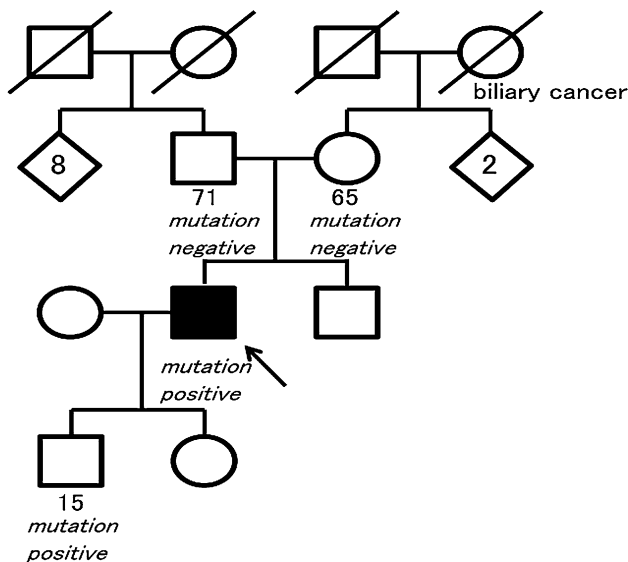 biliary cancer
8
2
71
mutation
negative
65
mutation
negative
mutation
positive
15
mutation
positive